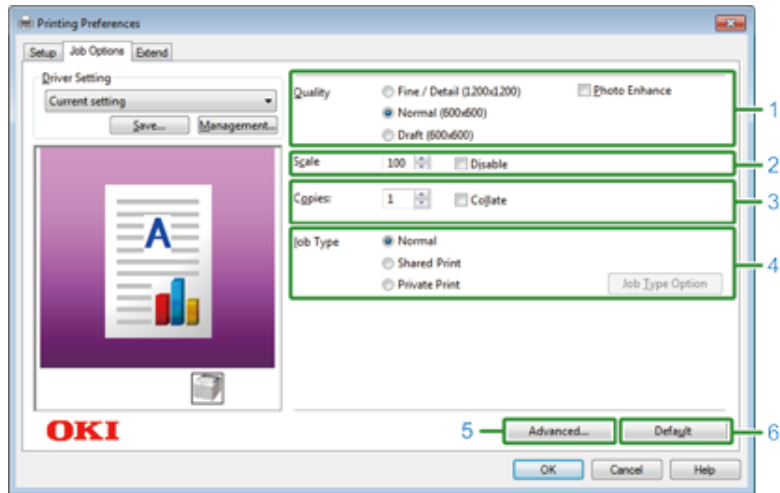 Printing Preferences
Setup Job Options Extend
Driver Setting
Current setting
Save... Management...
Quality
Fine / Detail (1200x1200)
Photo Enhance
Normal (600x600)
Draft (600x600)
1
Scale 100 Disable
2
Copies: 1 Collate
3
Job Type
Normal
Shared Print
Private Print
Job Type Option
4
A
OKI
5
Advanced...
Default
6
OK Cancel Help